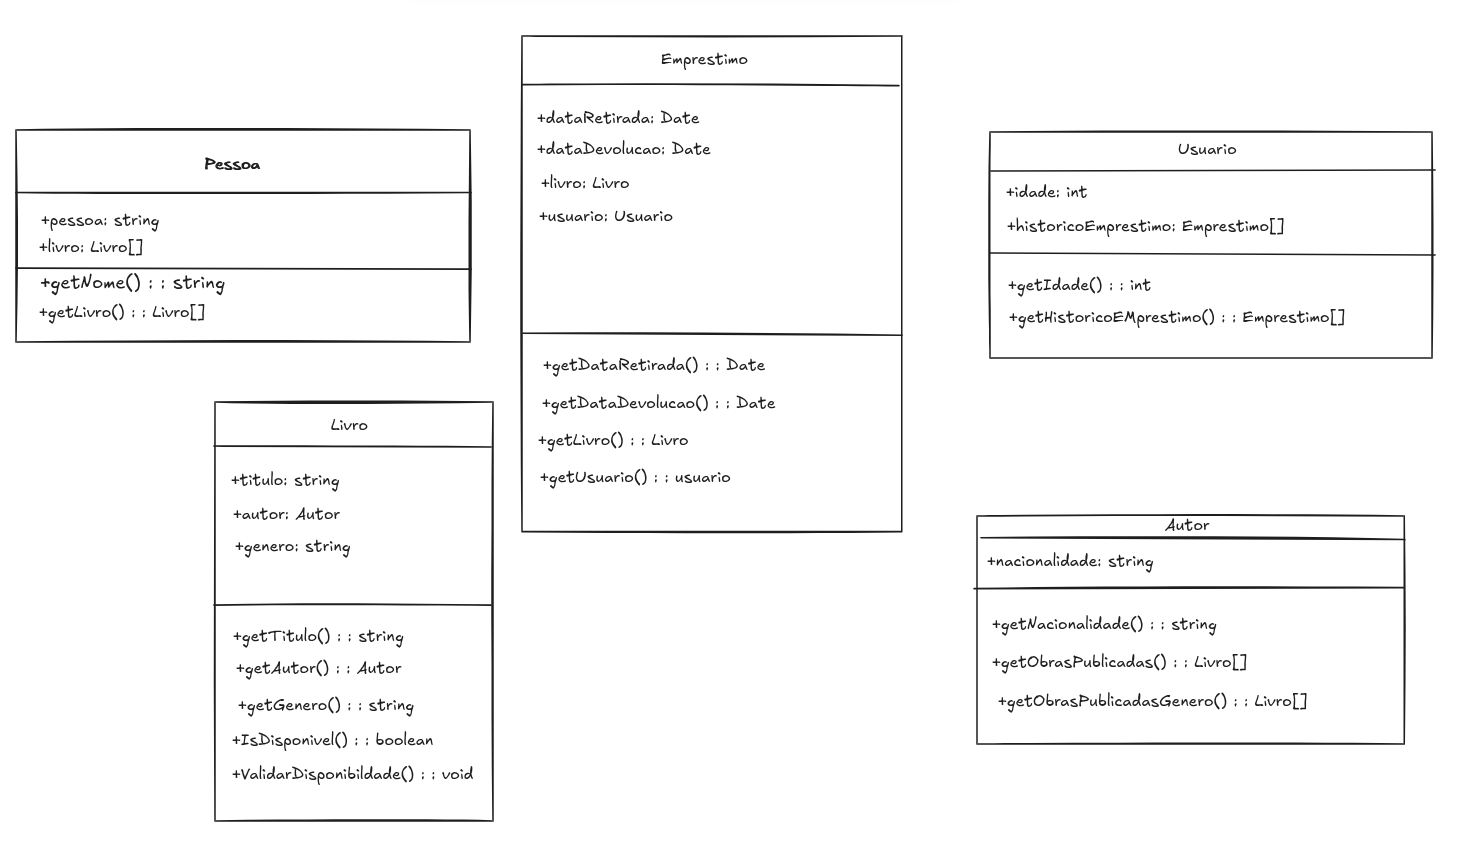 Pessoa
+pessoa: string
+livro: Livro[]
+getNome() : : string
+getLivro() : : Livro[]
Emprestimo
+dataRetirada: Date
+dataDevolucao: Date
+livro: Livro
+usuario: Usuario
+getDataRetirada() : : Date
+getDataDevolucao() : : Date
+getLivro() : : Livro
+getUsuario() : : usuario
Usuario
+idade: int
+historicoEmprestimo: Emprestimo[]
+getIdade() : : int
+getHistoricoEMprestimo() : : Emprestimo[]
Livro
+titulo: string
+autor: Autor
+genero: string
+getTitulo() : : string
+getAutor() : : Autor
+getGenero() : : string
+IsDisponivel() : : boolean
+ValidarDisponibildade() : : void
Autor
+nacionalidade: string
+getNacionalidade() : : string
+getObrasPublicadas() : : Livro[]
+getObrasPublicadasGenero() : : Livro[]